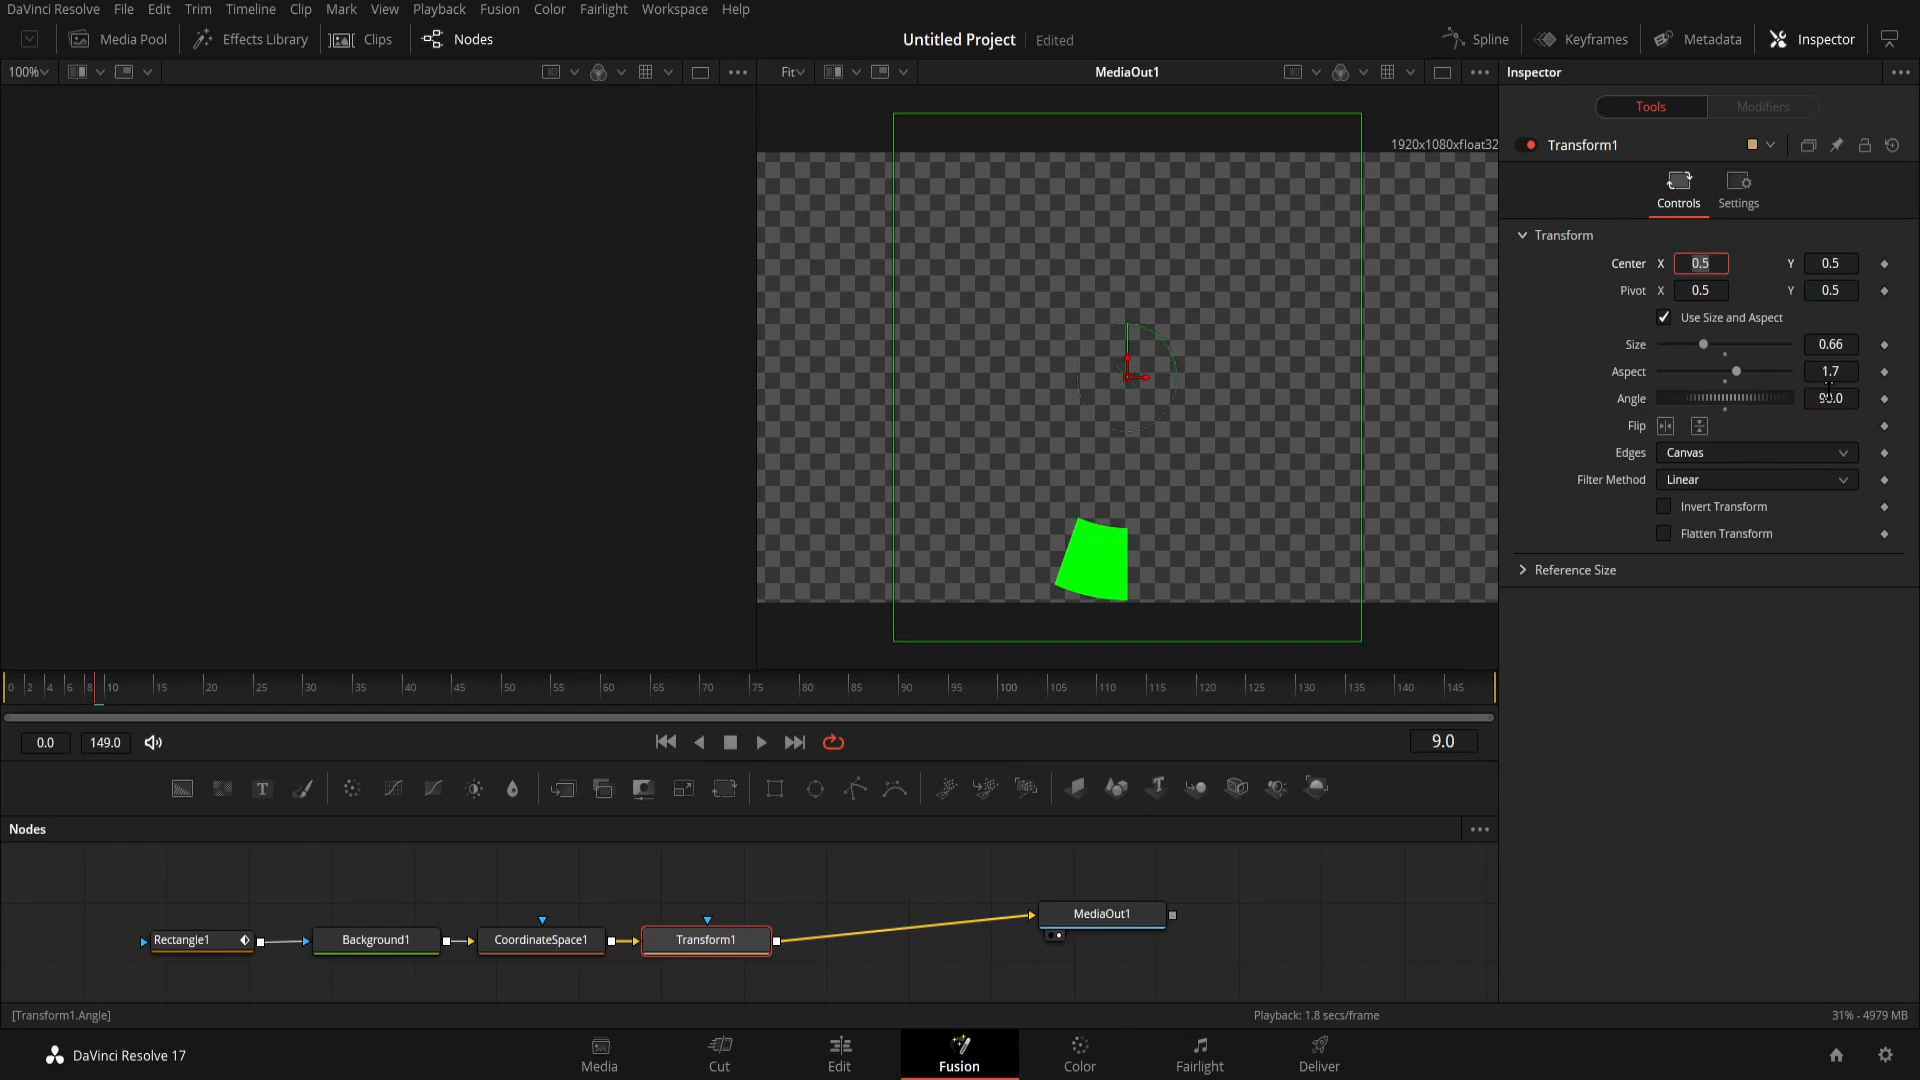 DaVinci Resolve File Edit Trim Timeline Clip Mark View Playback Fusion Color Fairlight Workspace Help
Media Pool Effects Library Clips Nodes Untitled Project Edited Spline Keyframes Metadata Inspector
100% Fit MediaOut1 Inspector
Tools Modifiers
1920x1080xfloat32
Transform1
Controls Settings
Transform
Center X 0.5 Y 0.5
Pivot X 0.5 Y 0.5
Use Size and Aspect
Size 0.66
Aspect 1.7
Angle
Flip
Edges Canvas
Filter Method Linear
Invert Transform
Flatten Transform
Reference Size
0 2 4 6 8 10 15 20 25 30 35 40 45 50 55 60 65 70 75 80 85 90 95 100 105 110 115 120 125 130 135 140 145
0.0 149.0 9.0
T T
Nodes
Rectangle1 Background1 CoordinateSpace1 Transform1 MediaOut1
[Transform1.Angle] Playback: 1.8 secs/frame 31% - 4979 MB
DaVinci Resolve 17 Media Cut Edit Fusion Color Fairlight Deliver